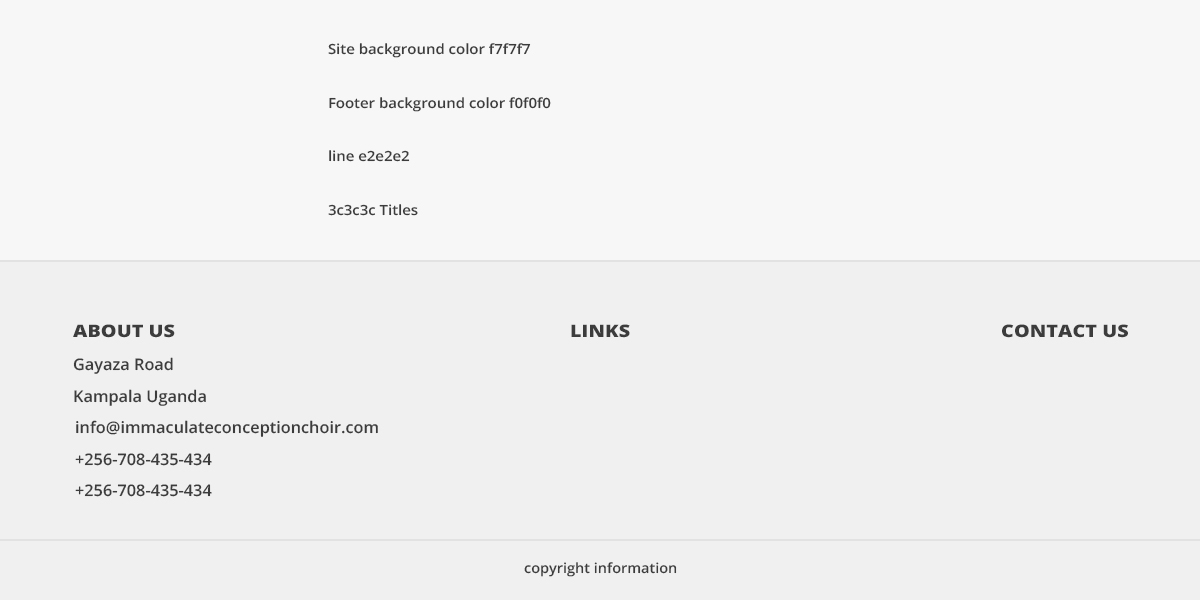 Site background color f7f7f7
Footer background color f0f0f0
line e2e2e2
3c3c3c Titles
ABOUT US
Gayaza Road
Kampala Uganda
info@immaculateconceptionchoir.com
+256-708-435-434
+256-708-435-434
LINKS
CONTACT US
copyright information